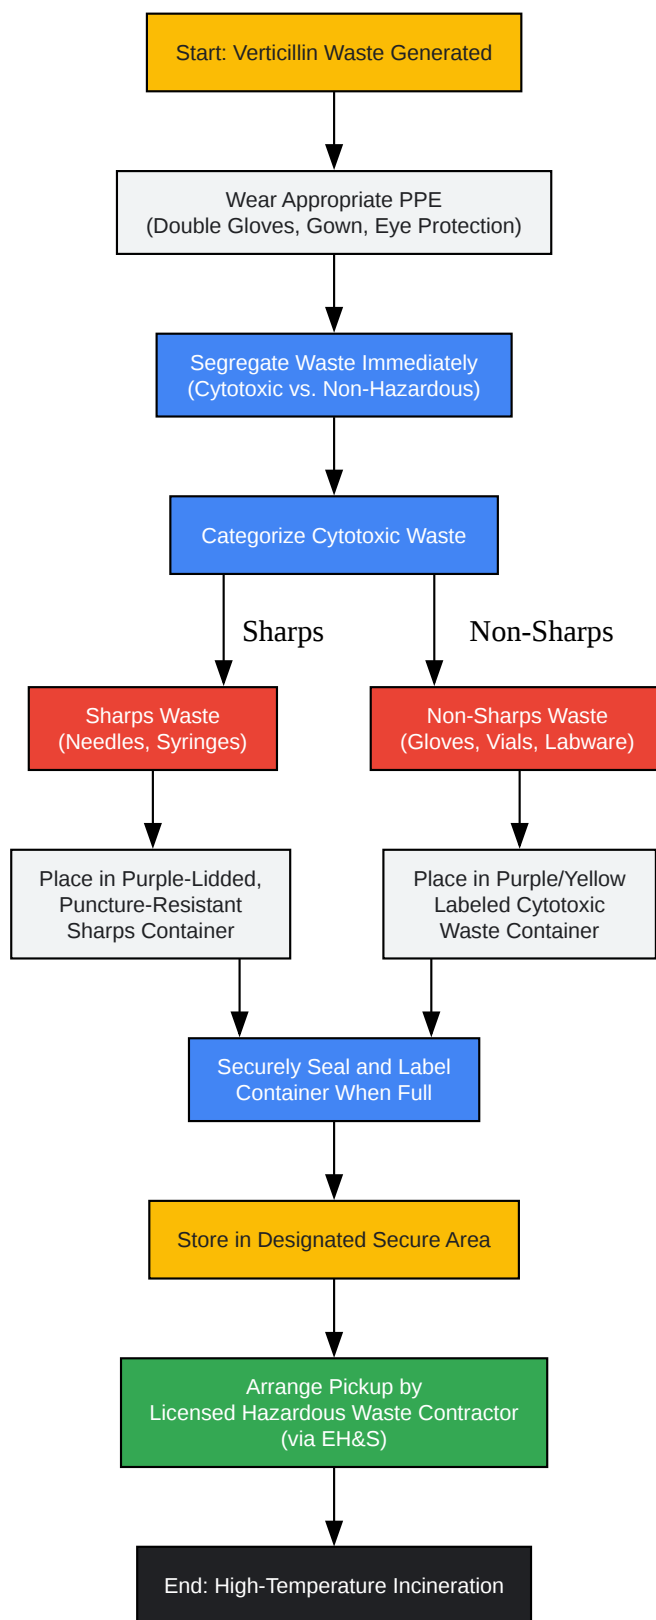 Start: Verticillin Waste Generated
Wear Appropriate PPE
(Double Gloves, Gown, Eye Protection)
Segregate Waste Immediately
(Cytotoxic vs. Non-Hazardous)
Categorize Cytotoxic Waste
Sharps
Non-Sharps
Sharps Waste
(Needles, Syringes)
Non-Sharps Waste
(Gloves, Vials, Labware)
Place in Purple-Lidded,
Puncture-Resistant
Sharps Container
Place in Purple/Yellow
Labeled Cytotoxic
Waste Container
Securely Seal and Label
Container When Full
Store in Designated Secure Area
Arrange Pickup by
Licensed Hazardous Waste Contractor
(via EH&S)
End: High-Temperature Incineration